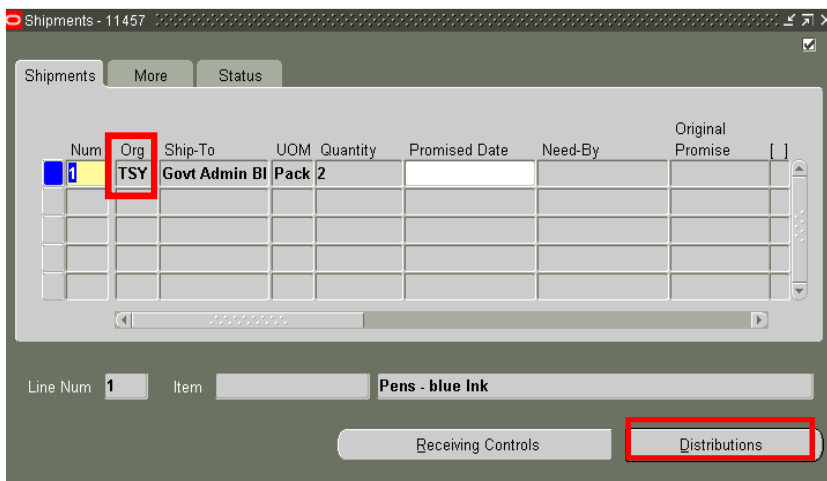 Shipments - 11457
Shipments More Status
Original
Num Org Ship-To UOM Quantity Promised Date Need-By Promise [ ]
1 TSY Govt Admin Bl Pack 2
Line Num 1 Item Pens - blue Ink
Receiving Controls Distributions